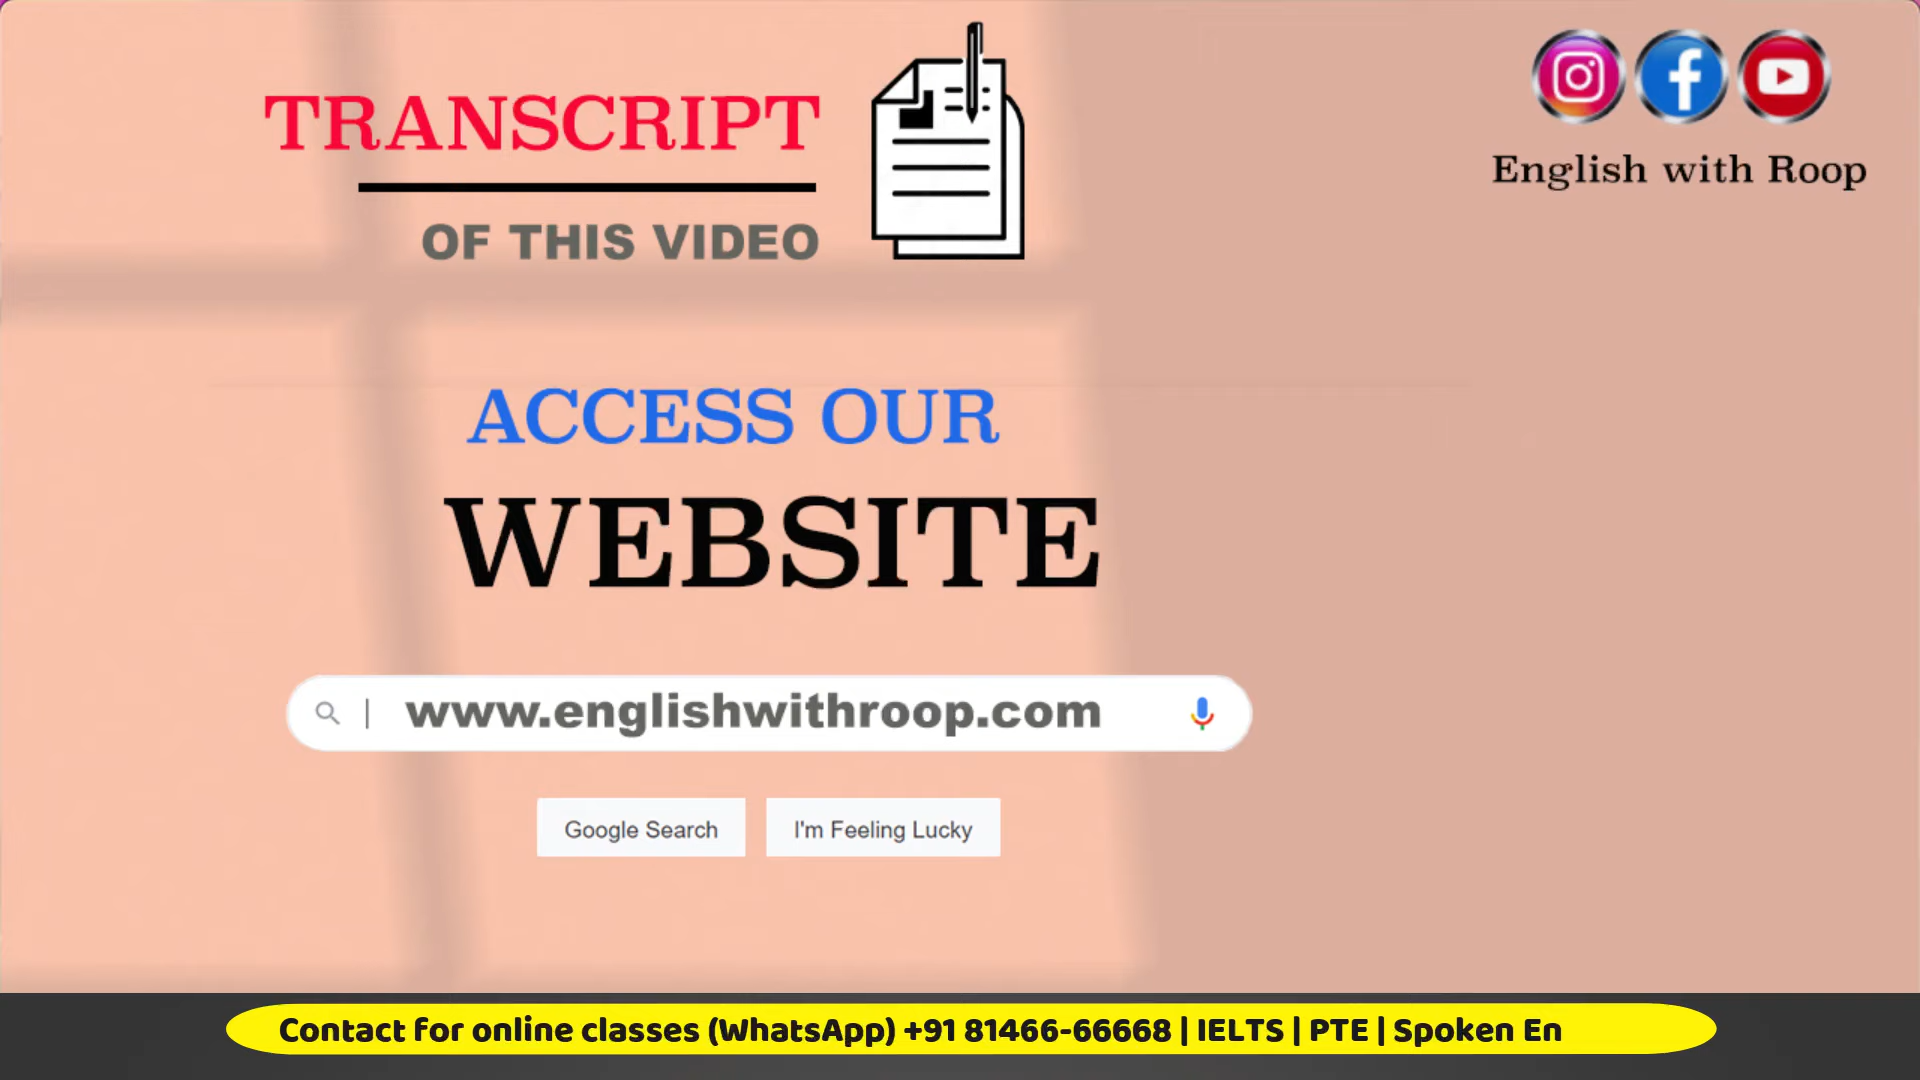 TRANSCRIPT
OF THIS VIDEO
English with Roop
ACCESS OUR
WEBSITE
www.englishwithroop.com
Google Search
I'm Feeling Lucky
Contact for online classes (WhatsApp) +91 81466-66668 | IELTS | PTE | Spoken En